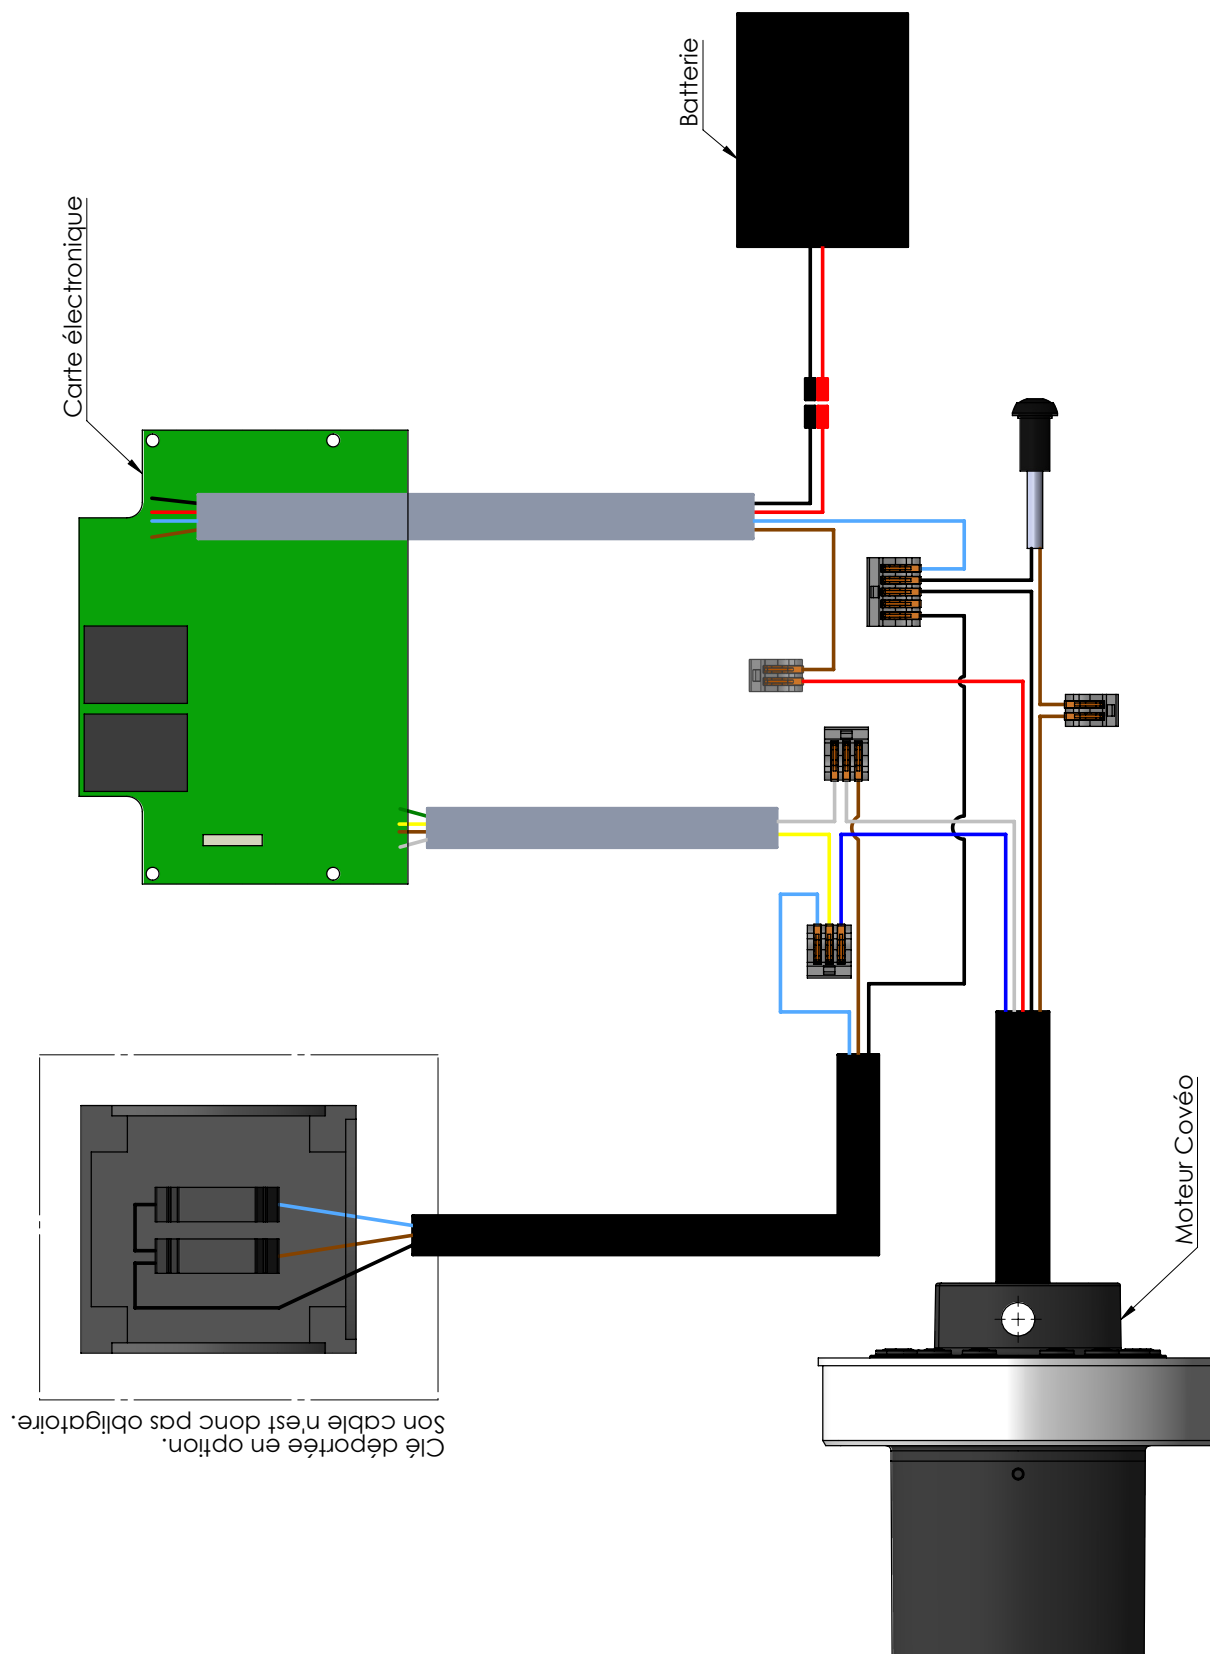 Batterie
Carte électronique
Moteur Covéo
Clé déportée en option.
Son cable n'est donc pas obligatoire.